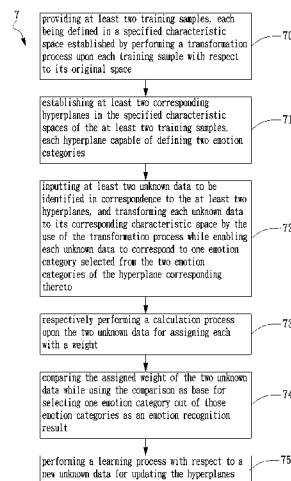 7
providing at least two training samples, each
being defined in a specified characteristic
space established by performing a transformation
process upon each training sample with respect
to its original space
70
establishing at least two corresponding
hyperplanes in the specified characteristic
spaces of the at least two training samples,
each hyperplane capable of defining two emotion
categories
71
inputting at least two unknown data to be
identified in correspondence to the at least two
hyperplanes, and transforming each unknown data
to its corresponding characteristic space by the
use of the transformation process while enabling
each unknown data to correspond to one emotion
category selected from the two emotion
categories of the hyperplane corresponding
thereto
72
respectively performing a calculation process
upon the two unknown data for assigning each
with a weight
73
comparing the assigned weight of the two unknown
data while using the comparison as base for
selecting one emotion category out of those
emotion categories as an emotion recognition
result
74
performing a learning process with respect to a
new unknown data for updating the hyperplanes
75